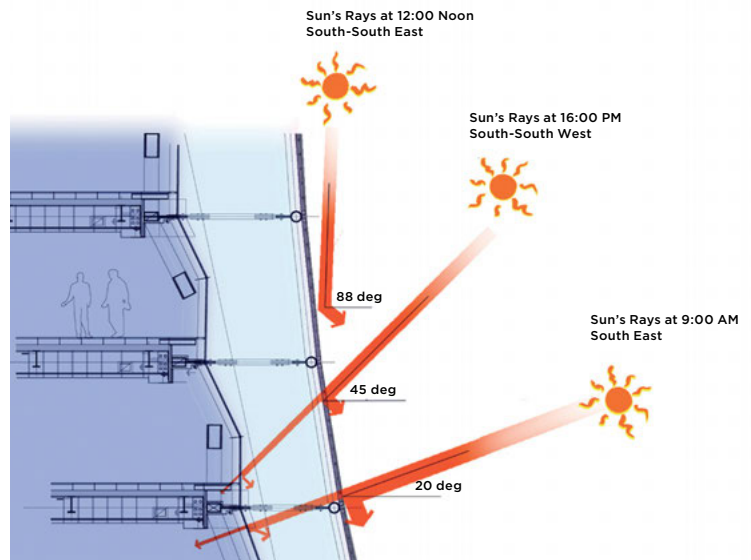 Sun's Rays at 12:00 Noon
South-South East
Sun's Rays at 16:00 PM
South-South West
88 deg
Sun's Rays at 9:00 AM
South East
45 deg
20 deg